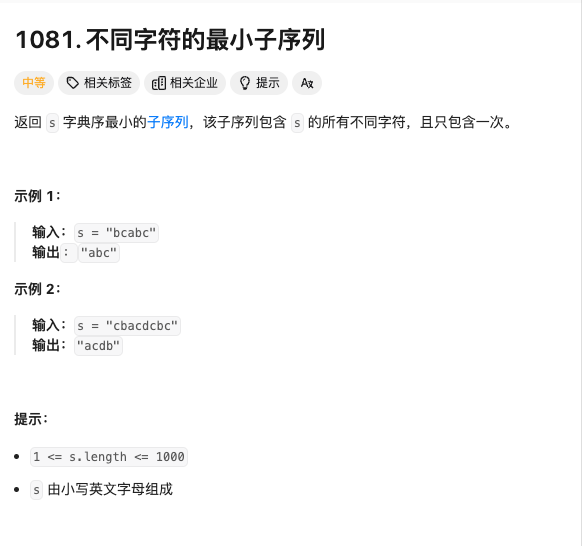 1081. 不同字符的最小子序列
中等 相关标签 相关企业 提示 Az
返回 s 字典序最小的子序列，该子序列包含 s 的所有不同字符，且只包含一次。
示例 1：
输入：s = "bcabc"
输出："abc"
示例 2：
输入：s = "cbacdcbc"
输出："acdb"
提示：
• 1 <= s.length <= 1000
• s 由小写英文字母组成